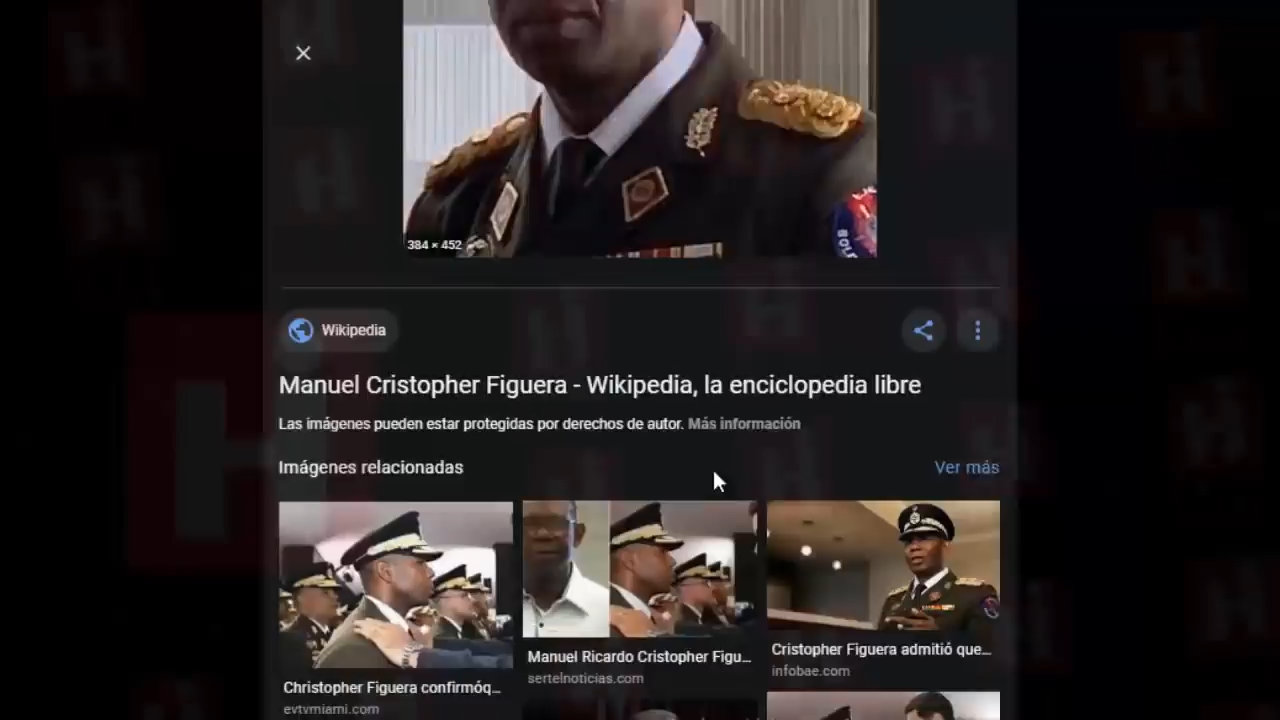 384 × 452
Wikipedia
Manuel Cristopher Figuera - Wikipedia, la enciclopedia libre
Las imágenes pueden estar protegidas por derechos de autor. Más información
Imágenes relacionadas
Ver más
Christopher Figuera confirmóq...
evtvmiami.com
Manuel Ricardo Cristopher Figu...
sertelnoticias.com
Cristopher Figuera admitió que...
infobae.com